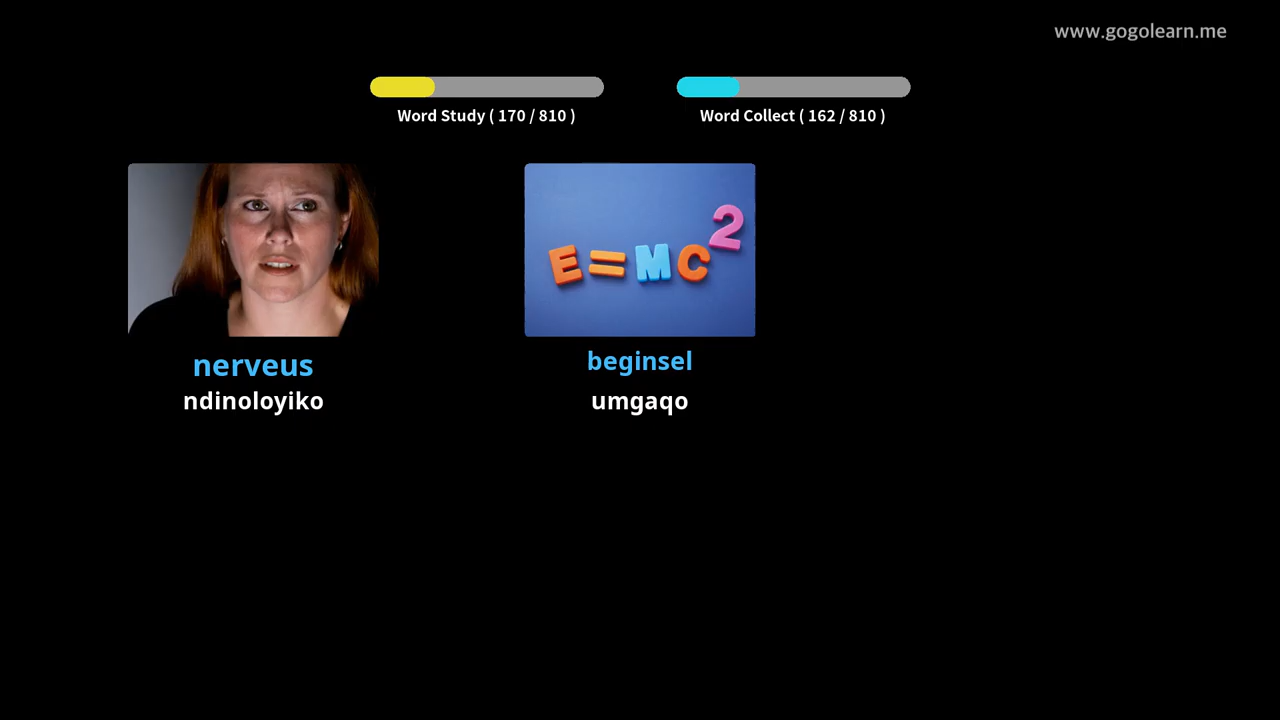 www.gogolearn.me
Word Study ( 170 / 810 )
Word Collect ( 162 / 810 )
E=MC2
nerveus
beginsel
ndinoloyiko
umgaqo